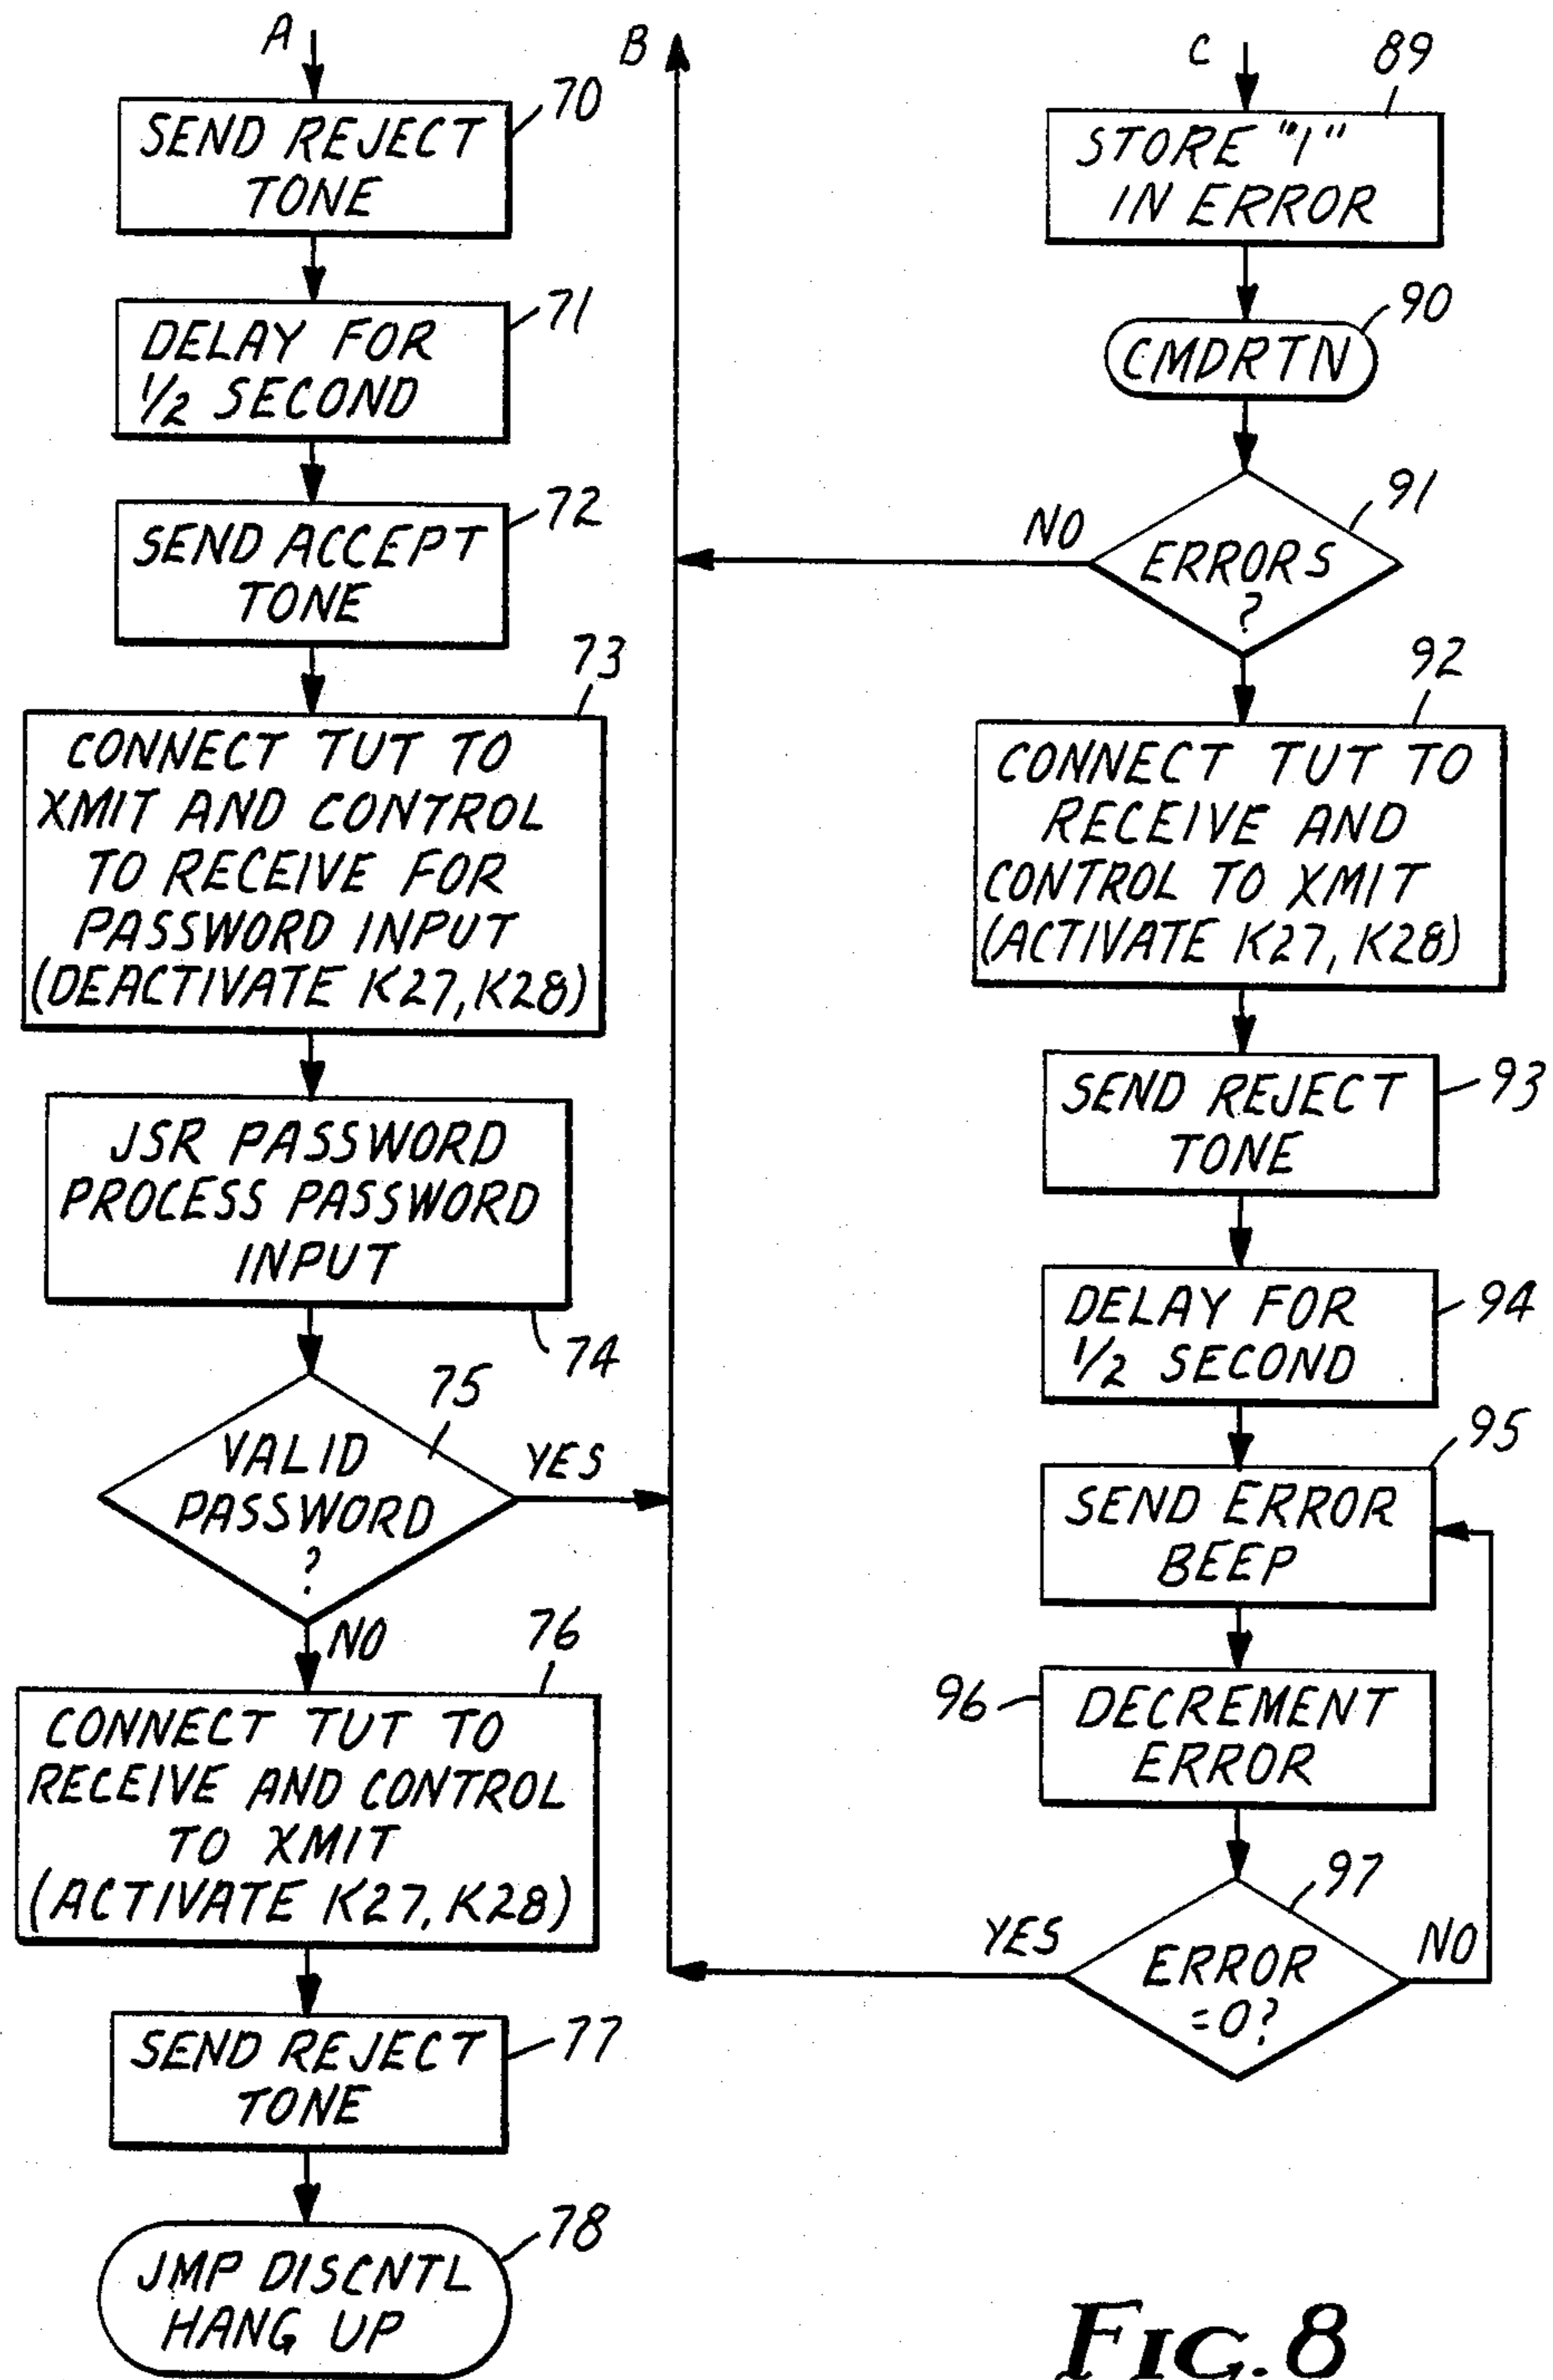 A
70
SEND REJECT
TONE
71
DELAY FOR
1/2 SECOND
72
SEND ACCEPT
TONE
73
CONNECT TUT TO
XMIT AND CONTROL
TO RECEIVE FOR
PASSWORD INPUT
(DEACTIVATE K27, K28)
JSR PASSWORD
PROCESS PASSWORD
INPUT
74
75
VALID
PASSWORD
?
YES
NO
76
CONNECT TUT TO
RECEIVE AND CONTROL
TO XMIT
(ACTIVATE K27, K28)
77
SEND REJECT
TONE
78
JMP DISCNTL
HANG UP
B
C
89
STORE "1"
IN ERROR
90
CMDRTN
91
NO
ERRORS
?
92
CONNECT TUT TO
RECEIVE AND
CONTROL TO XMIT
(ACTIVATE K27, K28)
93
SEND REJECT
TONE
94
DELAY FOR
1/2 SECOND
95
SEND ERROR
BEEP
96
DECREMENT
ERROR
97
YES
NO
ERROR
=0?
FIG. 8